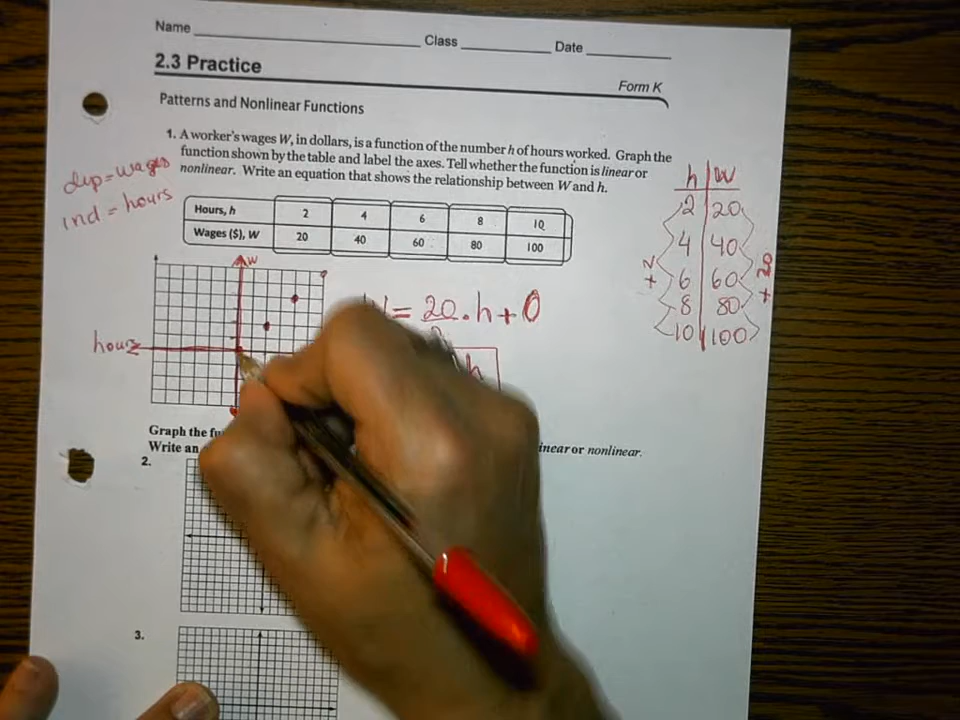 Name Class Date
2.3 Practice
Form K
Patterns and Nonlinear Functions
1. A worker's wages W, in dollars, is a function of the number h of hours worked. Graph the
function shown by the table and label the axes. Tell whether the function is linear or
nonlinear. Write an equation that shows the relationship between W and h.
dep = wages
ind = hours
Hours, h 2 4 6 8 10
Wages ($), W 20 40 60 80 100
h W
2 20
4 40
6 60
8 80
10 100
W
hours
= 20 · h + 0
h
Graph the
Write an
or nonlinear.
2.
3.